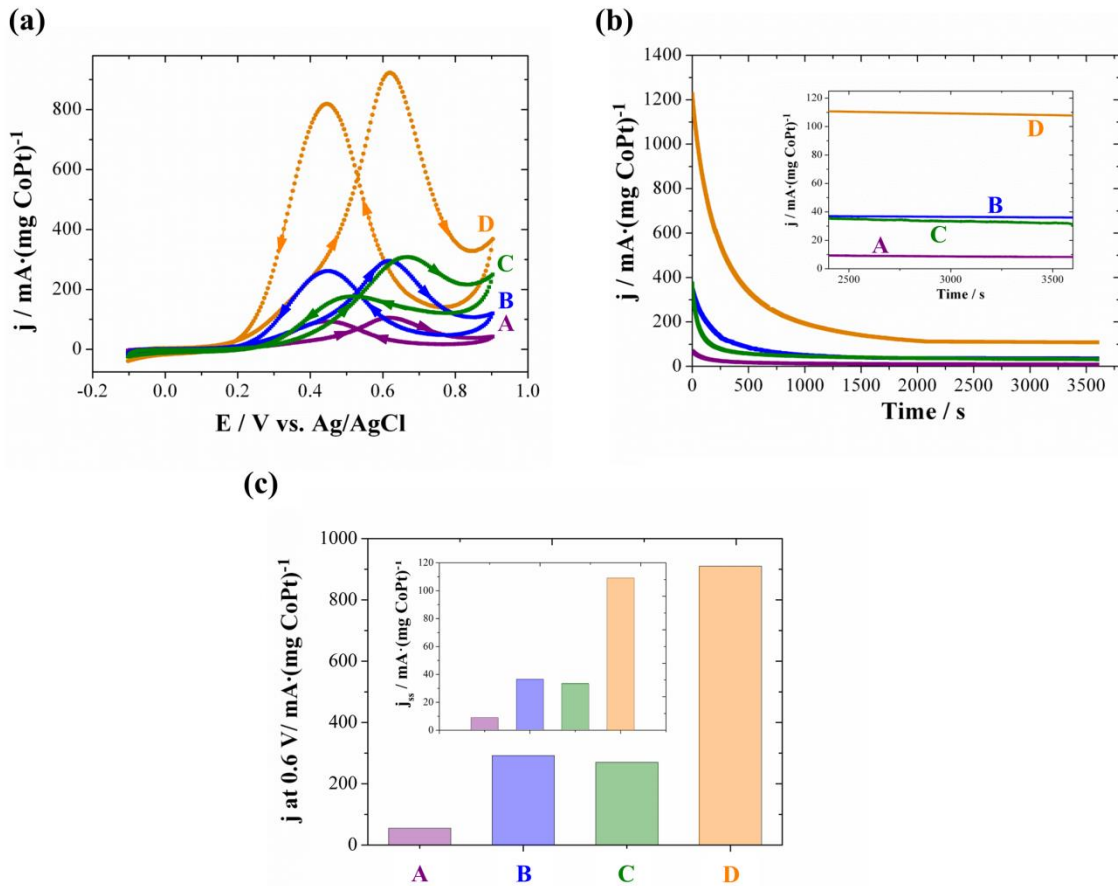 (a)
j / mA·(mg CoPt)-1
800
600
400
200
0
-0.2
0.0
0.2
0.4
0.6
0.8
1.0
E / V vs. Ag/AgCl
D
C
B
A
(b)
j / mA·(mg CoPt)-1
1400
1200
1000
800
600
400
200
0
0
500
1000
1500
2000
2500
3000
3500
Time / s
j / mA·(mg CoPt)-1
120
100
80
60
40
20
0
2500
3000
3500
Time / s
D
B
C
A
(c)
j at 0.6 V/ mA·(mg CoPt)-1
1000
800
600
400
200
0
A
B
C
D
jss / mA·(mg CoPt)-1
120
100
80
60
40
20
0